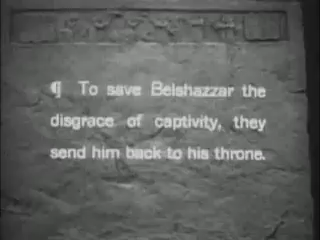 ¶ To save Belshazzar the
disgrace of captivity, they
send him back to his throne.